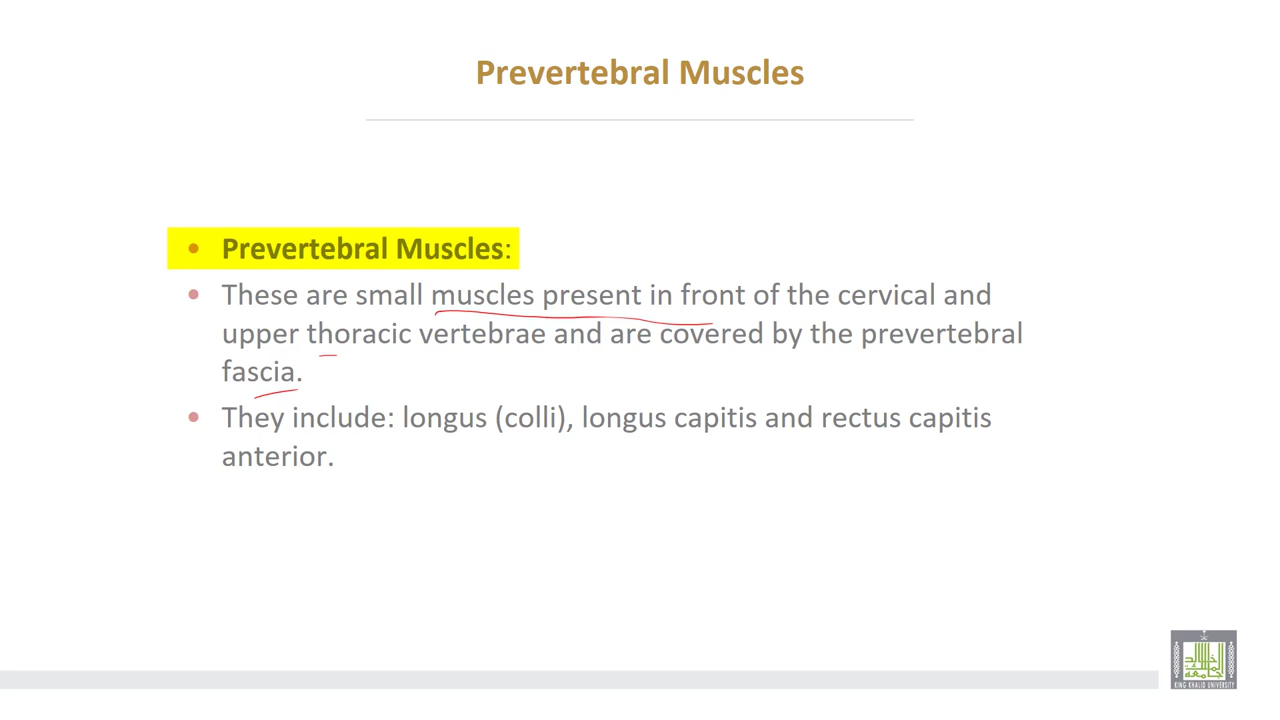 Prevertebral Muscles
• Prevertebral Muscles:
• These are small muscles present in front of the cervical and
upper thoracic vertebrae and are covered by the prevertebral
fascia.
• They include: longus (colli), longus capitis and rectus capitis
anterior.
KING KHALID UNIVERSITY